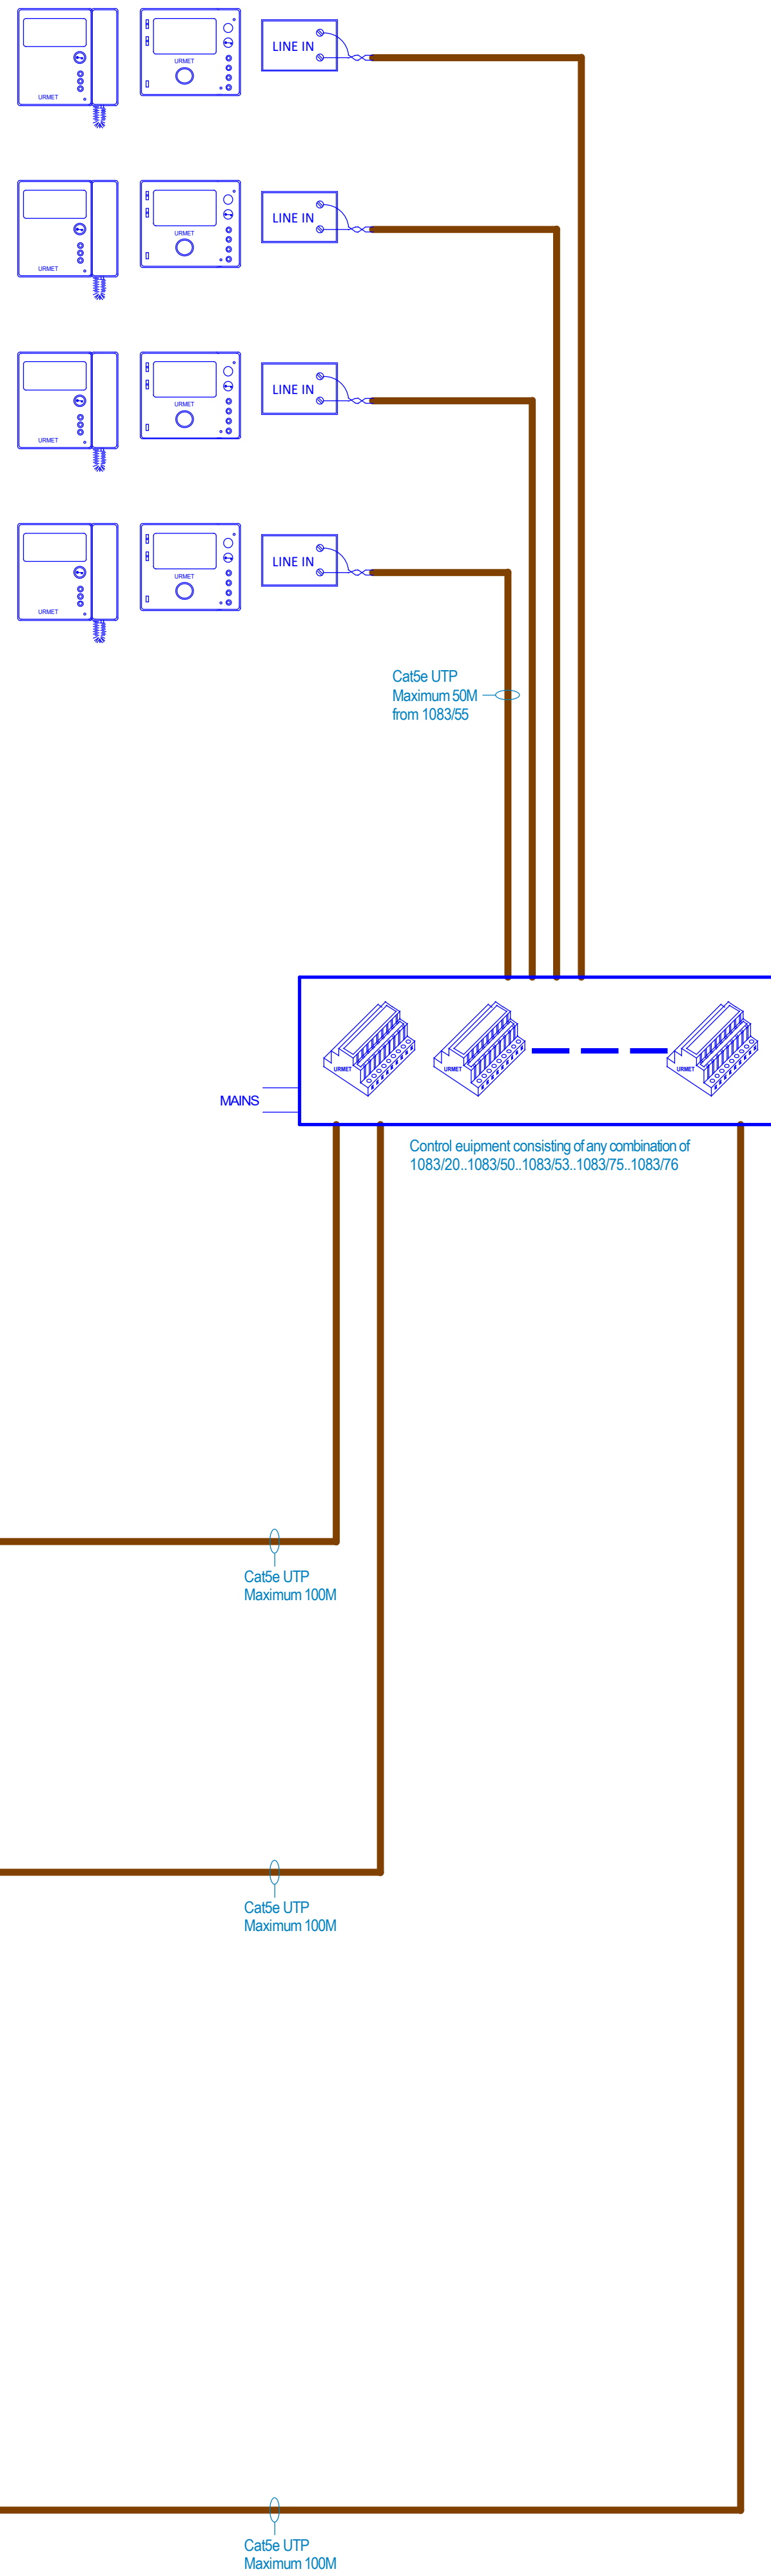 URMET
URMET
LINE IN
URMET
URMET
LINE IN
URMET
URMET
LINE IN
URMET
URMET
LINE IN
Cat5e UTP
Maximum 50M
from 1083/55
URMET
URMET
URMET
MAINS
Control euipment consisting of any combination of
1083/20..1083/50..1083/53..1083/75..1083/76
Cat5e UTP
Maximum 100M
Cat5e UTP
Maximum 100M
Cat5e UTP
Maximum 100M